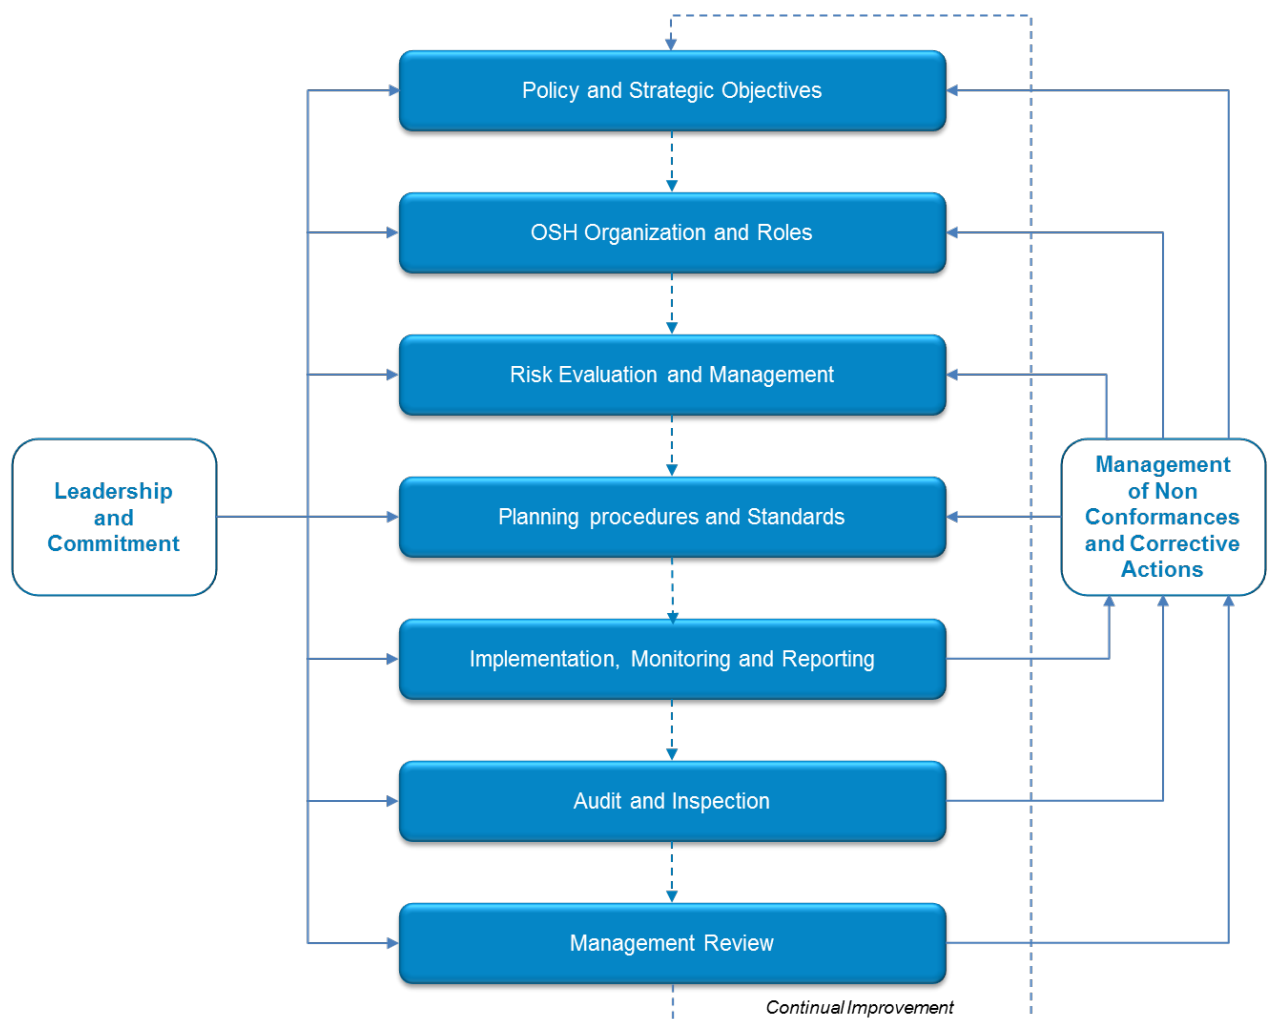 Policy and Strategic Objectives
OSH Organization and Roles
Risk Evaluation and Management
Leadership
and
Commitment
Planning procedures and Standards
Management
of Non
Conformances
and Corrective
Actions
Implementation, Monitoring and Reporting
Audit and Inspection
Management Review
Continual Improvement